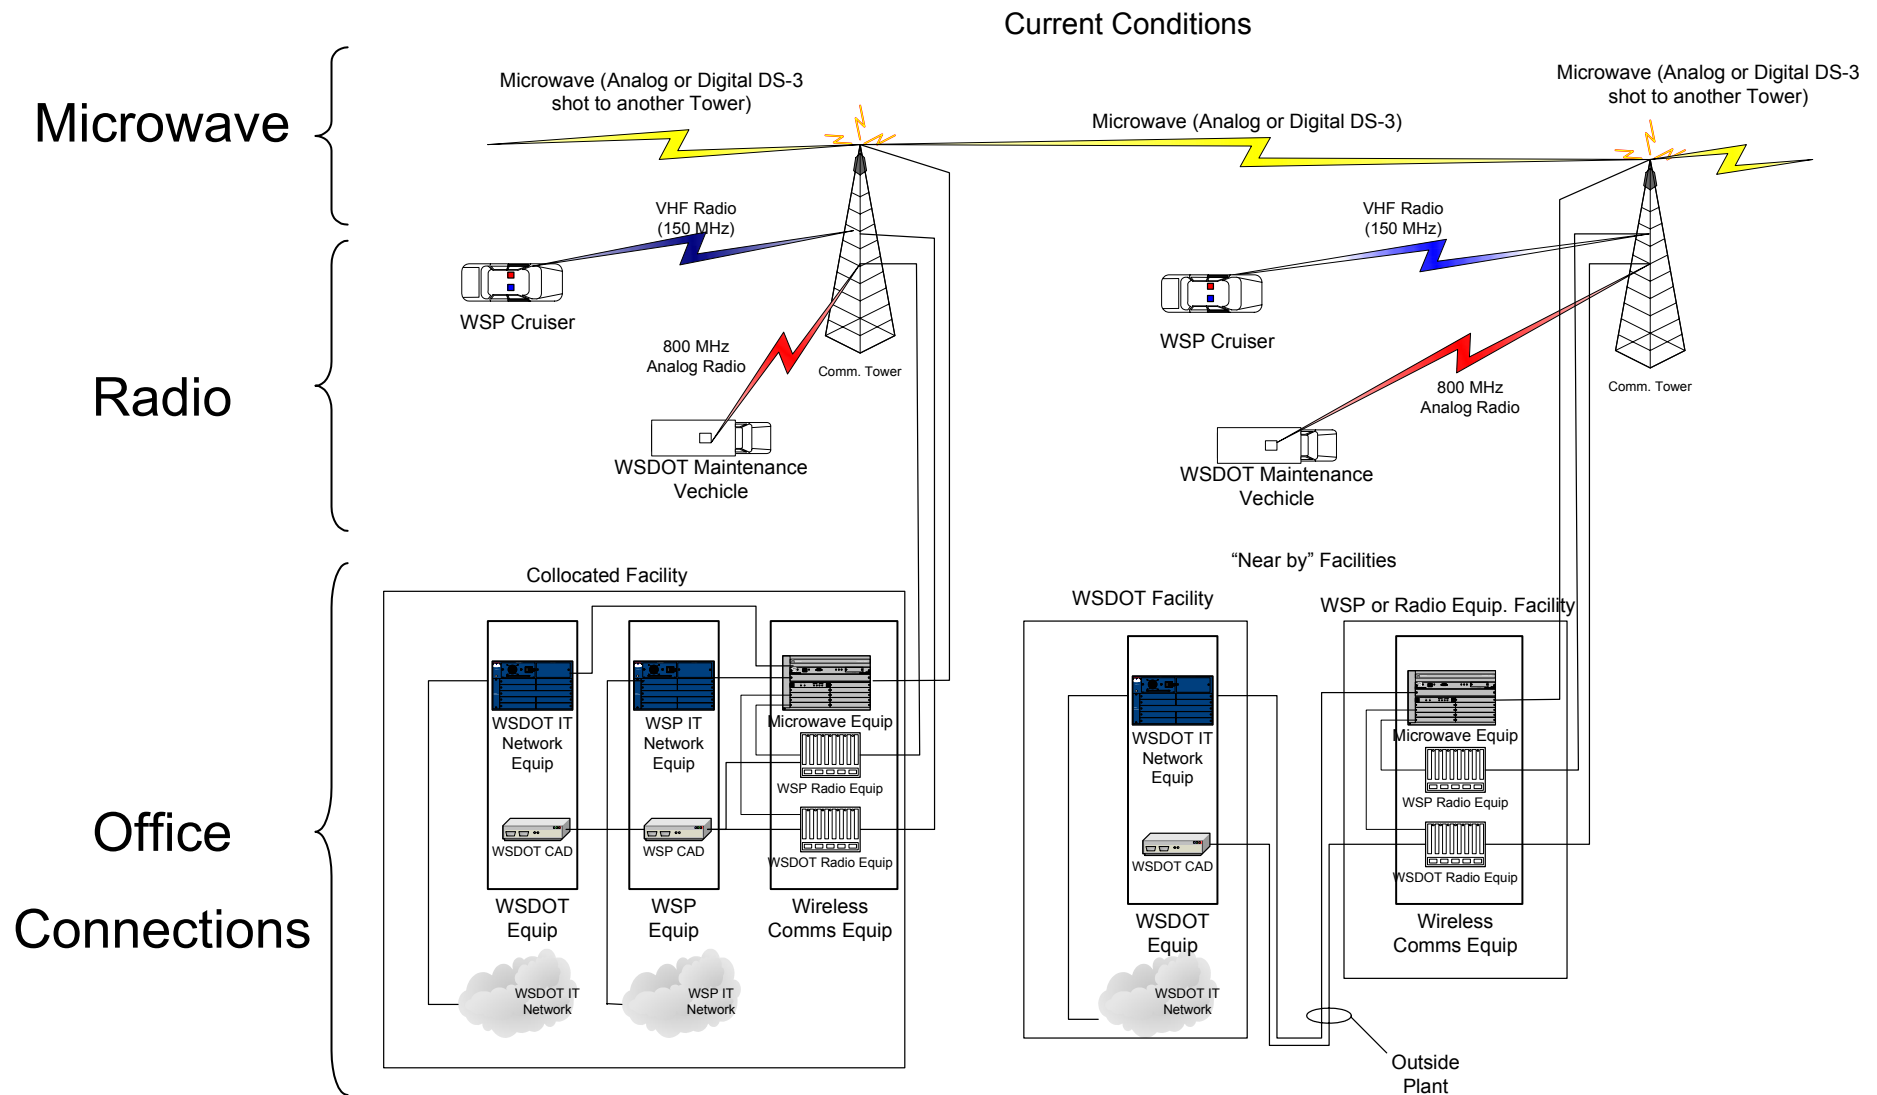 Current Conditions
Microwave
Microwave (Analog or Digital DS-3
shot to another Tower)
Microwave (Analog or Digital DS-3)
Microwave (Analog or Digital DS-3
shot to another Tower)
Radio
VHF Radio
(150 MHz)
WSP Cruiser
800 MHz
Analog Radio
Comm. Tower
WSDOT Maintenance
Vechicle
VHF Radio
(150 MHz)
WSP Cruiser
800 MHz
Analog Radio
Comm. Tower
WSDOT Maintenance
Vechicle
Office
Connections
Collocated Facility
WSDOT IT
Network
Equip
WSDOT CAD
WSDOT
Equip
WSDOT IT
Network
WSP IT
Network
Equip
WSP CAD
WSP
Equip
WSP IT
Network
Microwave Equip
WSP Radio Equip
WSDOT Radio Equip
Wireless
Comms Equip
“Near by” Facilities
WSDOT Facility
WSDOT IT
Network
Equip
WSDOT CAD
WSDOT
Equip
WSDOT IT
Network
WSP or Radio Equip. Facility
Microwave Equip
WSP Radio Equip
WSDOT Radio Equip
Wireless
Comms Equip
Outside
Plant